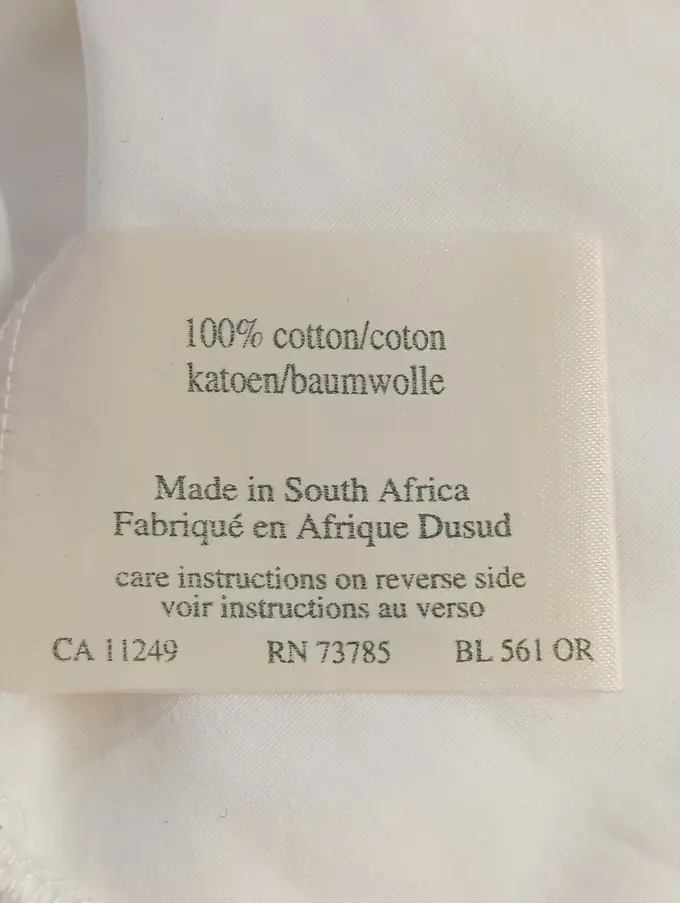 100% cotton/coton
katoen/baumwolle
Made in South Africa
Fabriqué en Afrique Dusud
care instructions on reverse side
voir instructions au verso
CA 11249 RN 73785 BL 561 OR